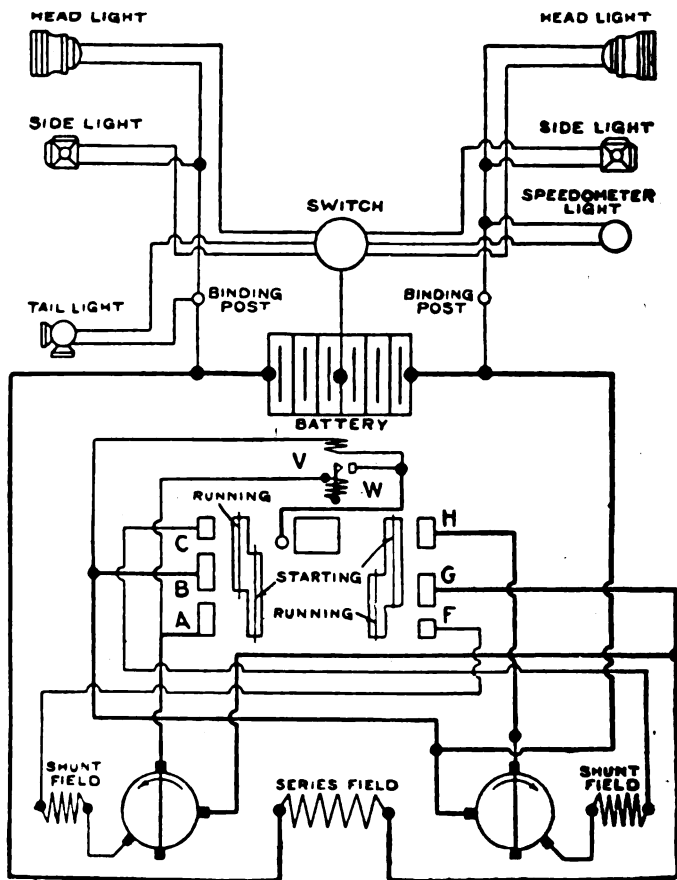 HEAD LIGHT
HEAD LIGHT
SIDE LIGHT
SIDE LIGHT
SPEEDOMETER
LIGHT
SWITCH
TAIL LIGHT
BINDING
POST
BINDING
POST
BATTERY
V
W
RUNNING
C
B
A
STARTING
RUNNING
H
G
F
SHUNT
FIELD
SERIES FIELD
SHUNT
FIELD